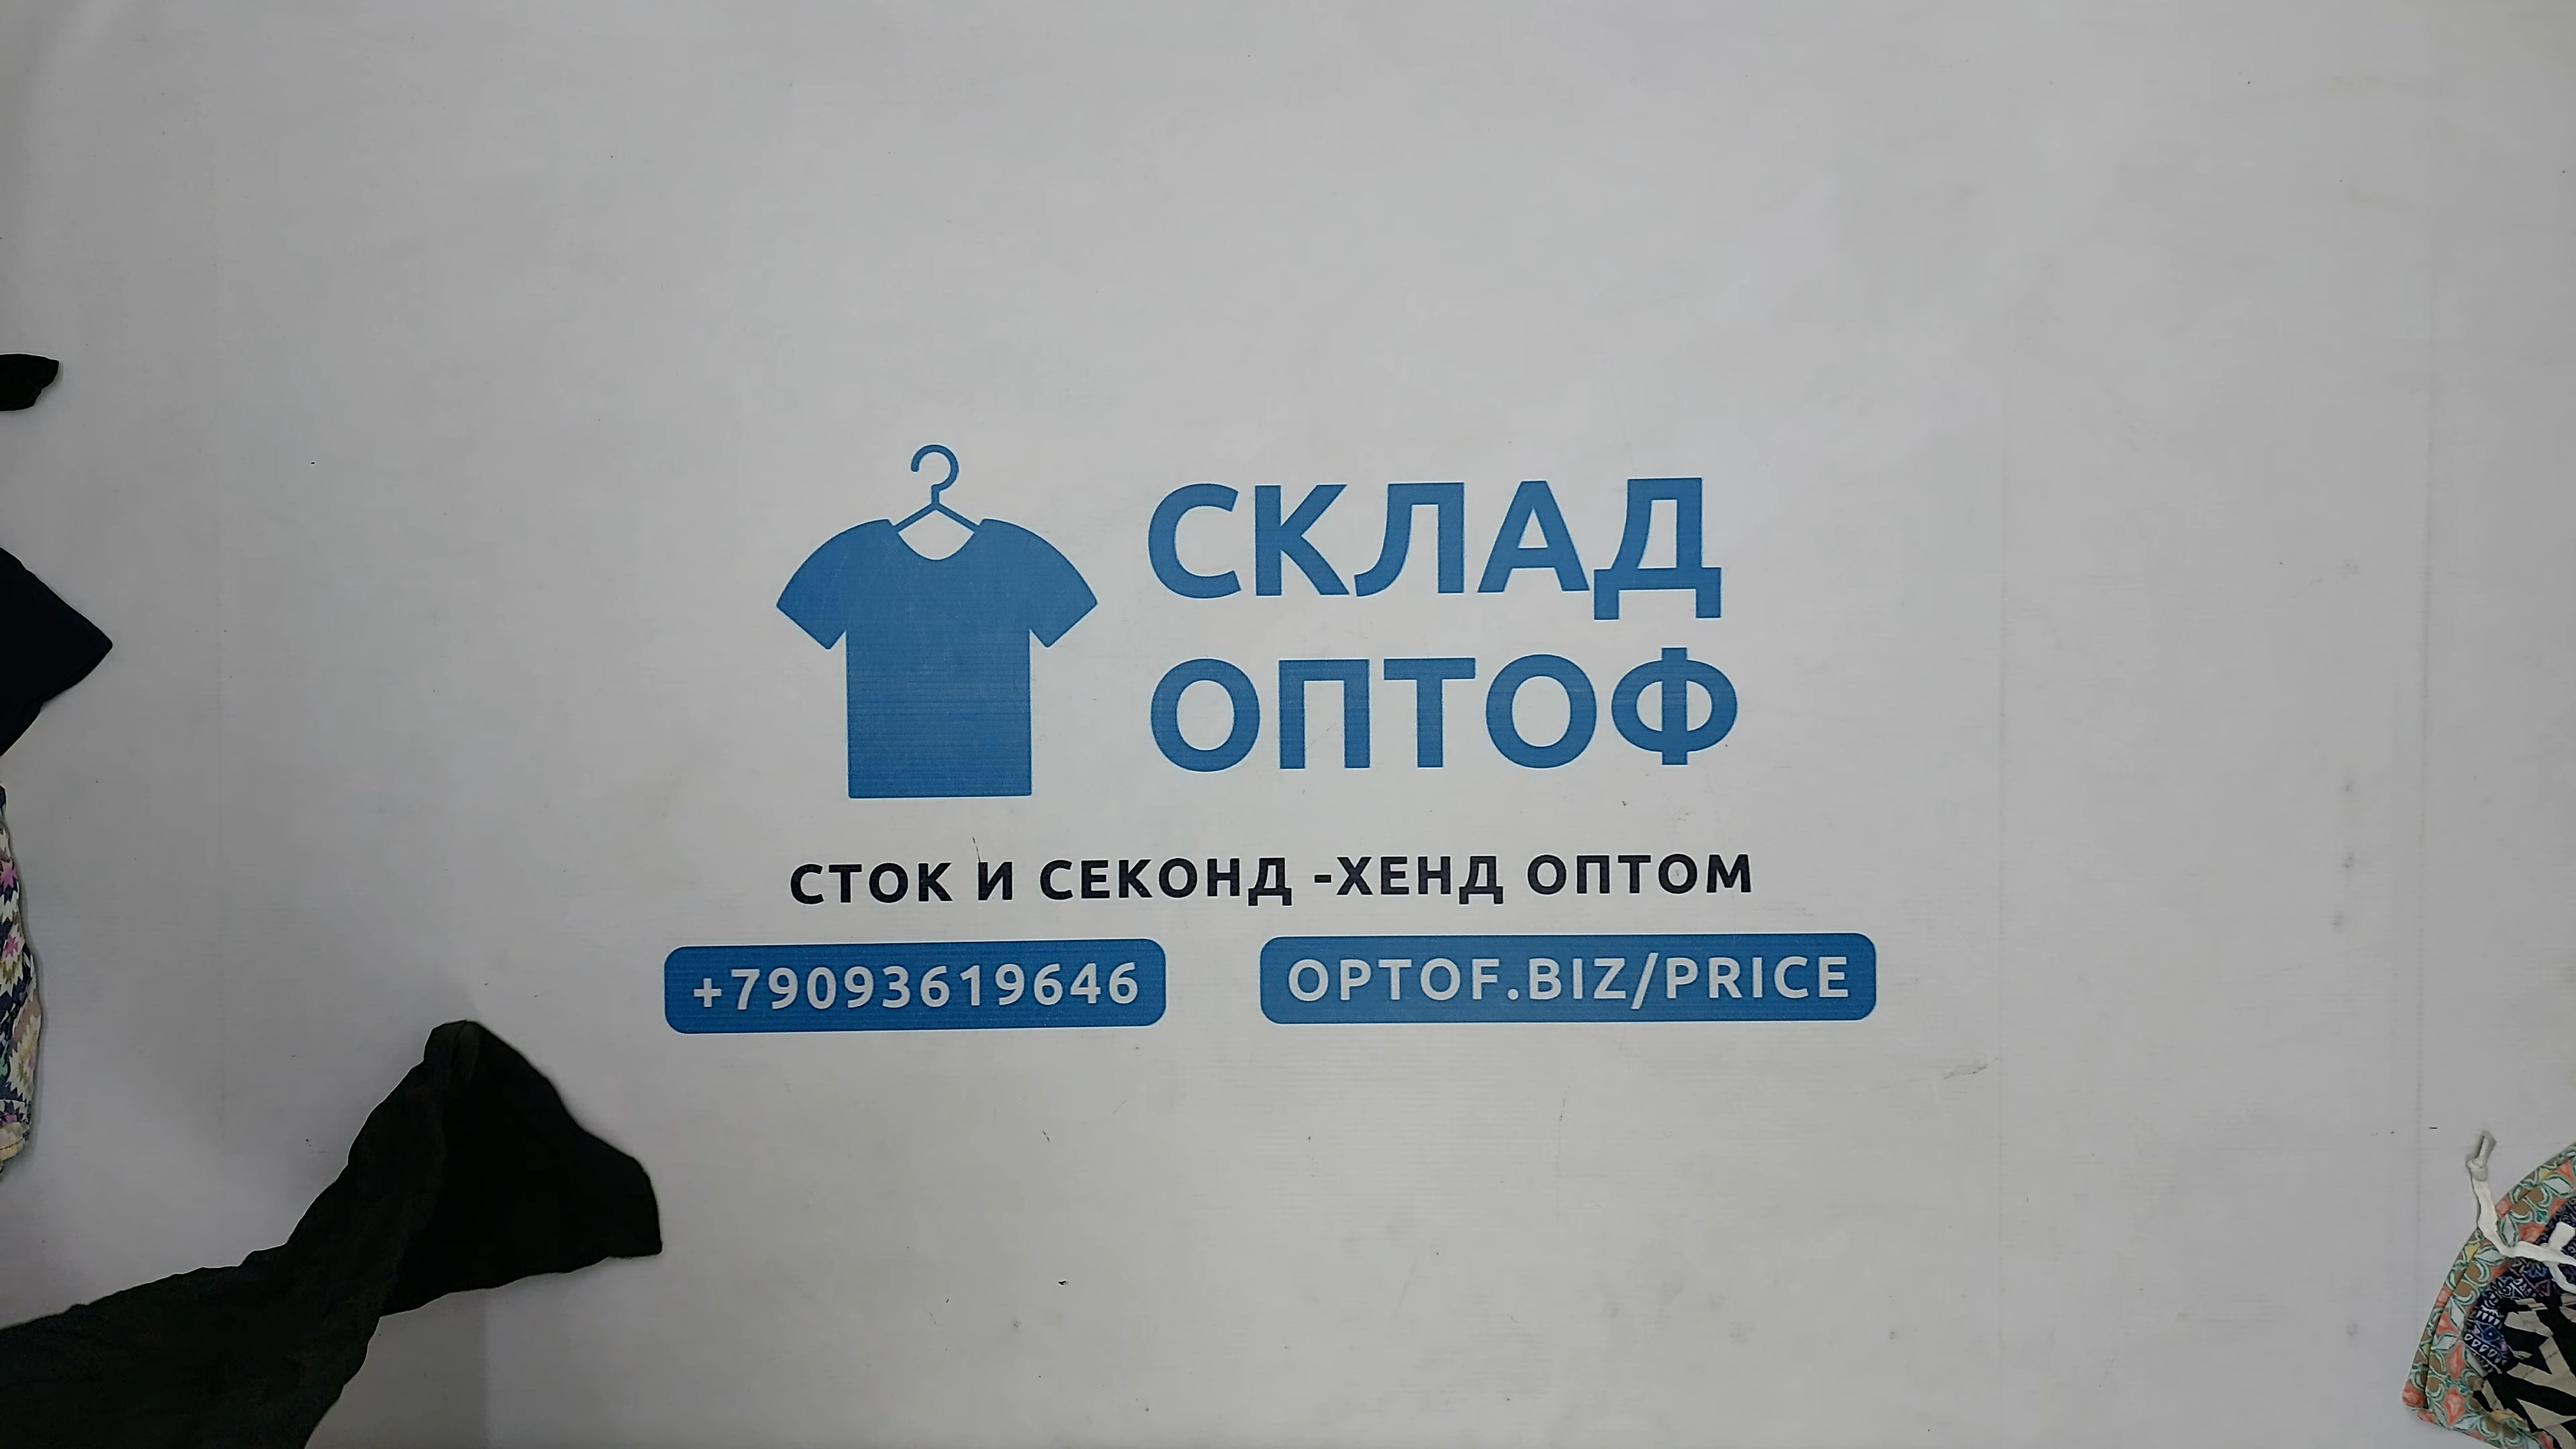 СКЛАД
ОПТОФ
СТОК И СЕКОНД -ХЕНД ОПТОМ
+79093619646
OPTOF.BIZ/PRICE